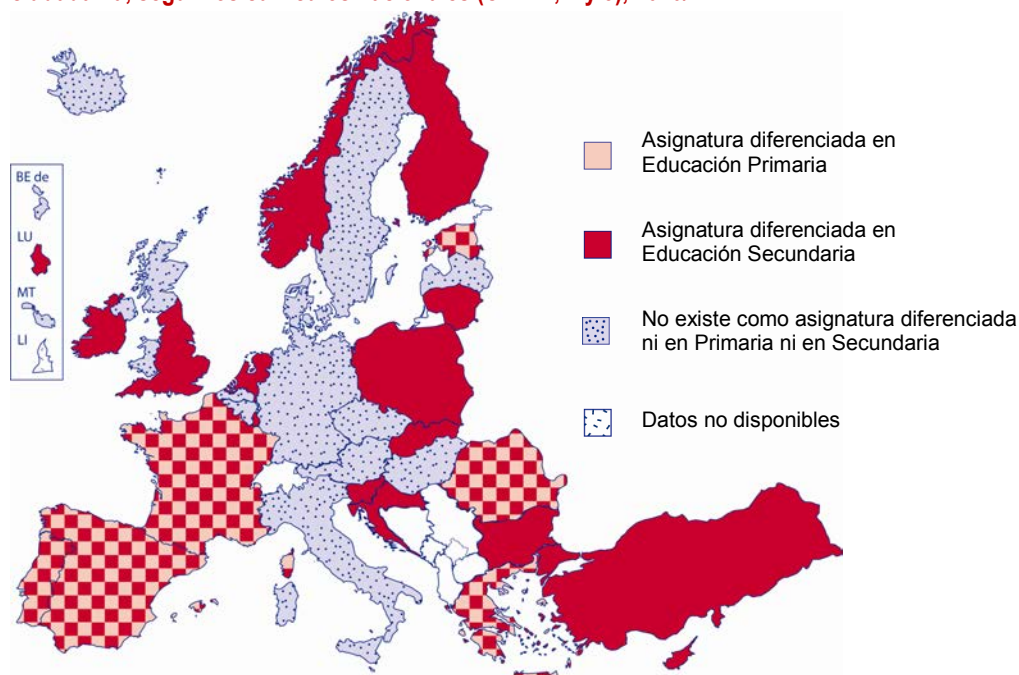 Asignatura diferenciada en
Educación Primaria
Asignatura diferenciada en
Educación Secundaria
No existe como asignatura diferenciada
ni en Primaria ni en Secundaria
Datos no disponibles
BE de
LU
MT
LI